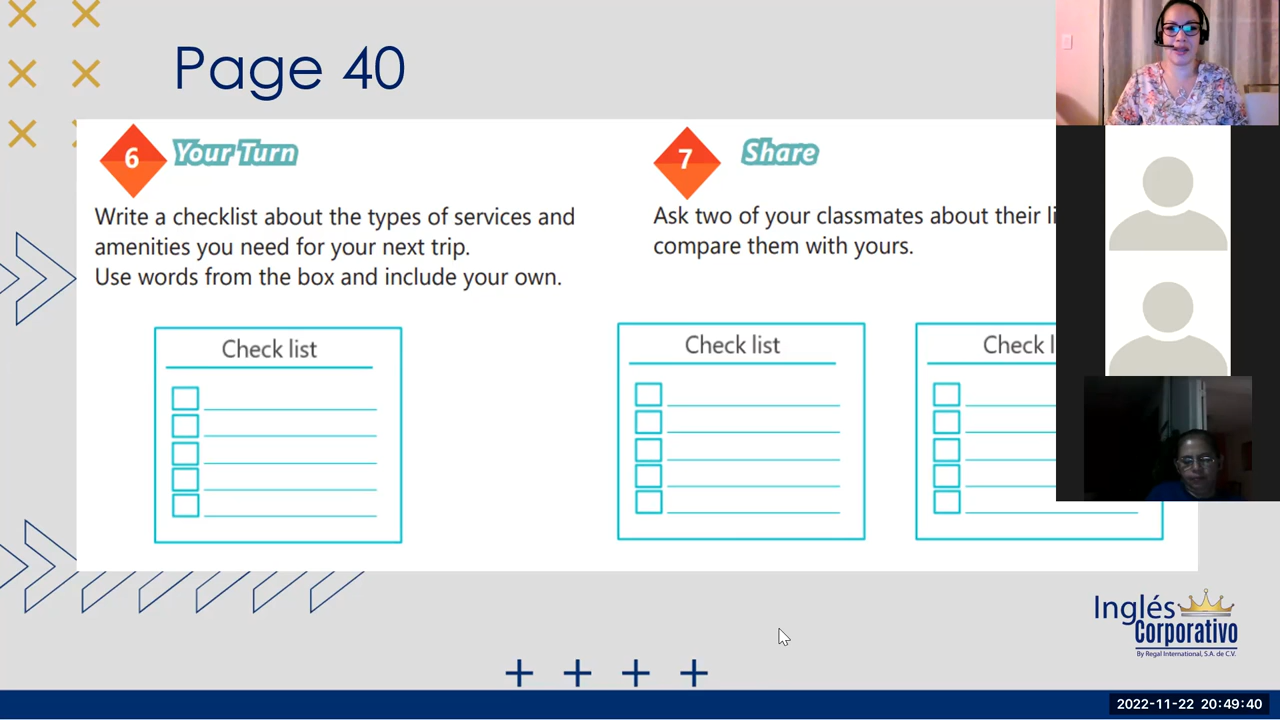 Page 40
6
Your Turn
Write a checklist about the types of services and
amenities you need for your next trip.
Use words from the box and include your own.
Check list
7
Share
Ask two of your classmates about their
compare them with yours.
Check list
Check
Inglés
Corporativo
By Regal International, S.A. de C.V.
2022-11-22 20:49:40